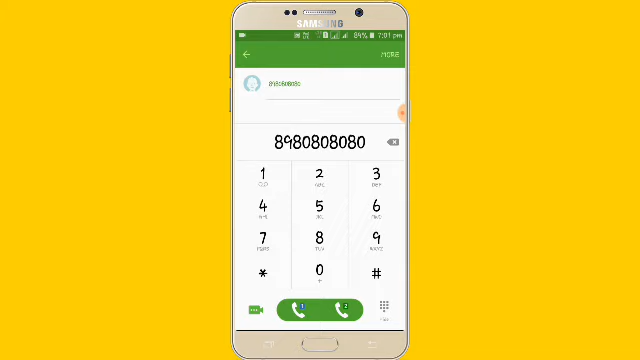 SAMSUNG
84% 7:01 pm
MORE
8980808080
8980808080
1 2 3
ABC DEF
4 5 6
GHI JKL MNO
7 8 9
PQRS TUV WXYZ
* 0 #
+
1 2